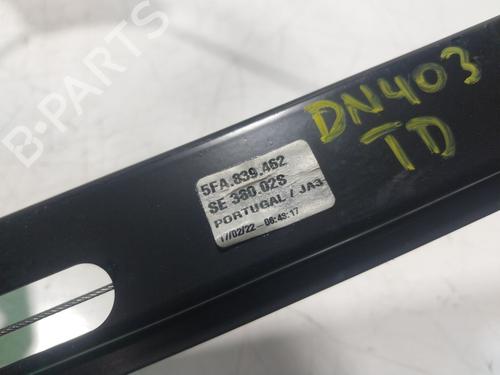 B-PARTS
DN403
TD
5FA.839.462
SE 380.02S
PORTUGAL / JA3
17/02/22-06:43:17